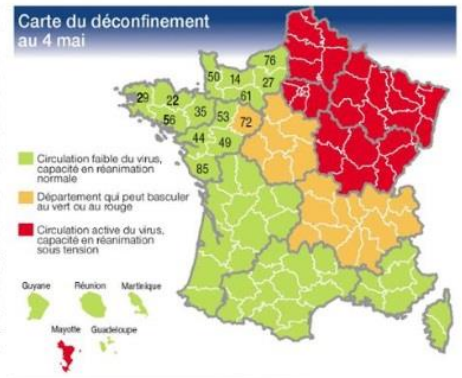 Carte du déconfinement
au 4 mai
76
50 14 27
61
29 22
56 35 53 72
44 49
85
Circulation faible du virus,
capacité en réanimation
normale
Département qui peut basculer
au vert ou au rouge
Circulation active du virus,
capacité en réanimation
sous tension
Guyane Réunion Martinique
Mayotte Guadeloupe